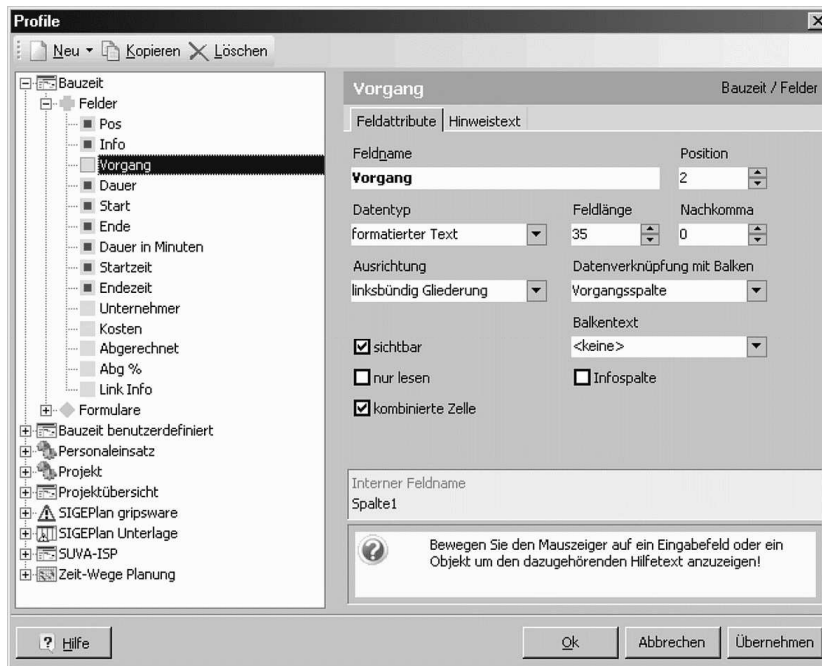 Profile
Neu Kopieren Löschen
Bauzeit
Felder
Pos
Info
Vorgang
Dauer
Start
Ende
Dauer in Minuten
Startzeit
Endezeit
Unternehmer
Kosten
Abgerechnet
Abg %
Link Info
Formulare
Bauzeit benutzerdefiniert
Personaleinsatz
Projekt
Projektübersicht
SIGEPlan gripsware
SIGEPlan Unterlage
SUVA-ISP
Zeit-Wege Planung
Vorgang Bauzeit / Felder
Feldattribute Hinweistext
Feldname Position
Vorgang 2
Datentyp Feldlänge Nachkomma
formatierter Text 35 0
Ausrichtung Datenverknüpfung mit Balken
linksbündig Gliederung Vorgangsspalte
Balkentext
sichtbar <keine>
nur lesen Infospalte
kombinierte Zelle
Interner Feldname
Spalte1
Bewegen Sie den Mauszeiger auf ein Eingabefeld oder ein
Objekt um den dazugehörenden Hilfetext anzuzeigen!
? Hilfe Ok Abbrechen Übernehmen